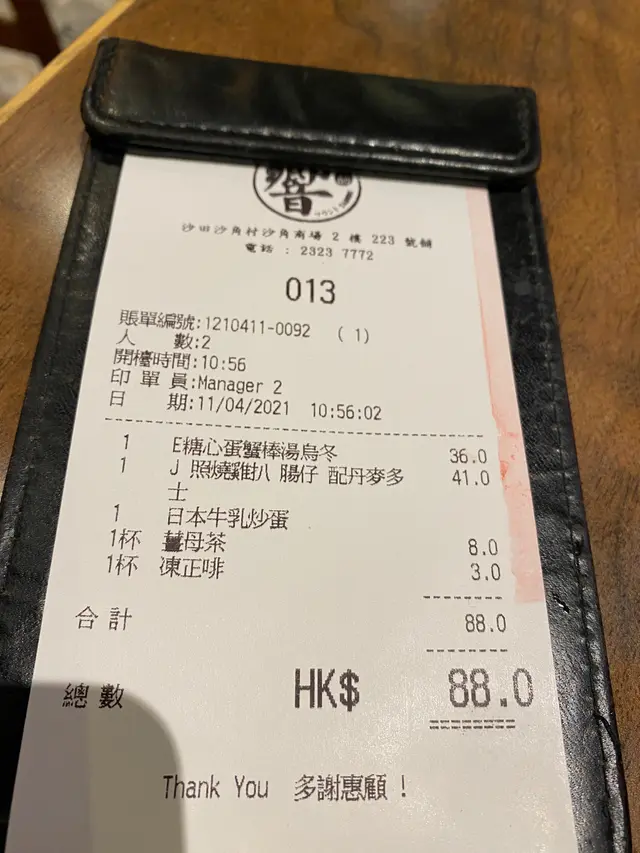 響
沙田沙角村沙角商場 2 樓 223 號舖
電話 : 2323 7772
013
賬單編號:1210411-0092 ( 1)
人 數:2
開檯時間:10:56
印 單 員:Manager 2
日 期:11/04/2021 10:56:02
1 E糖心蛋蟹棒湯烏冬 36.0
1 J 照燒雞扒 腸仔 配丹麥多 41.0
士
1 日本牛乳炒蛋
1杯 薑母茶 8.0
1杯 凍正啡 3.0
合計 88.0
總數 HK$ 88.0
Thank You 多謝惠顧 !